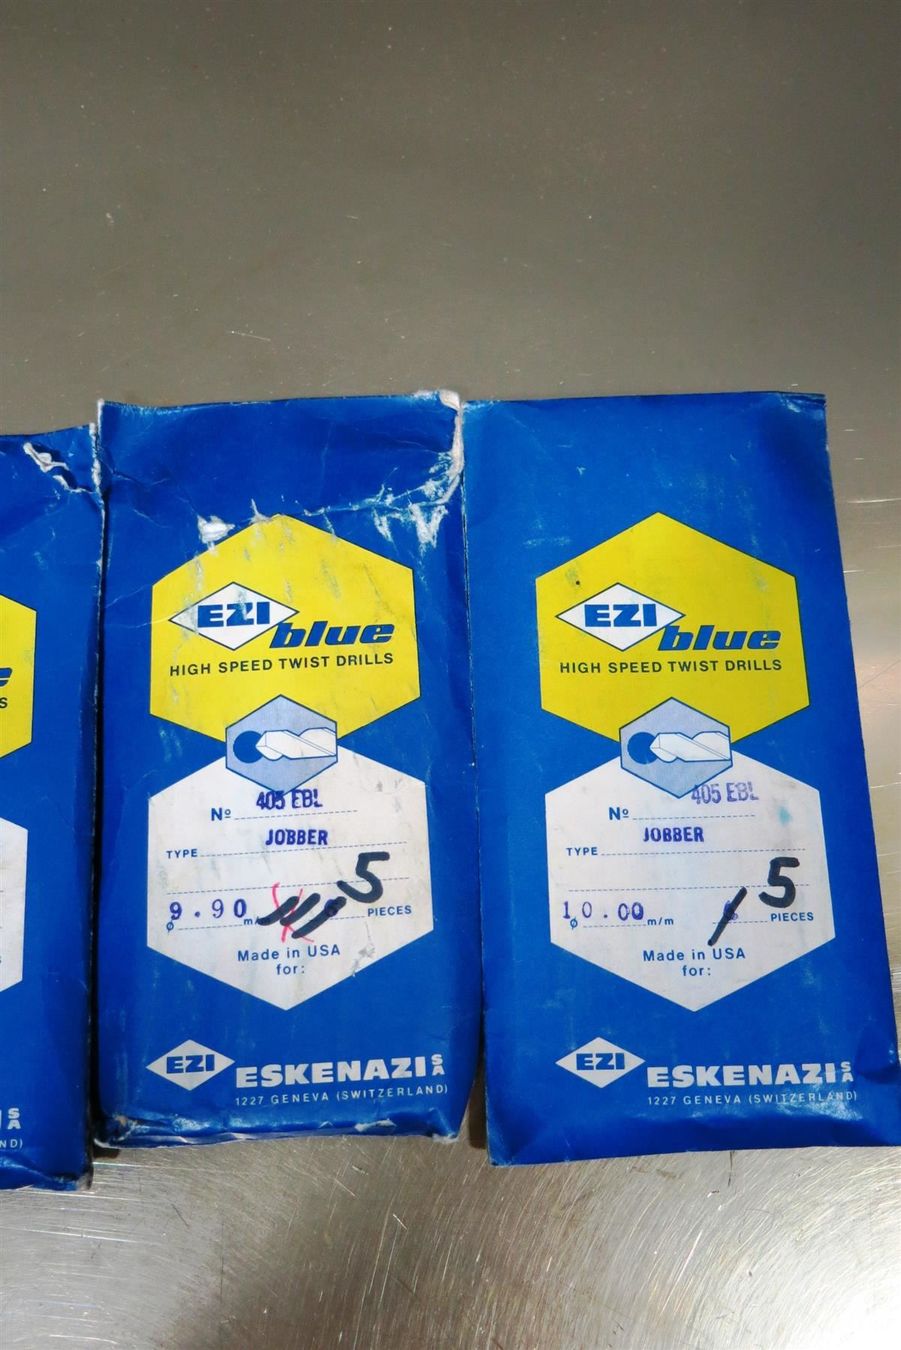 S
S
A
ND)
EZI
blue
HIGH SPEED TWIST DRILLS
Nº 405 EBL
TYPE JOBBER
5
9.90 m/ PIECES
Ø
Made in USA
for:
EZI ESKENAZI SA
1227 GENEVA (SWITZERLAND)
EZI
blue
HIGH SPEED TWIST DRILLS
Nº 405 EBL
TYPE JOBBER
5
10.00 m/m 6 PIECES
Ø
Made in USA
for:
EZI ESKENAZI SA
1227 GENEVA (SWITZERLAND)